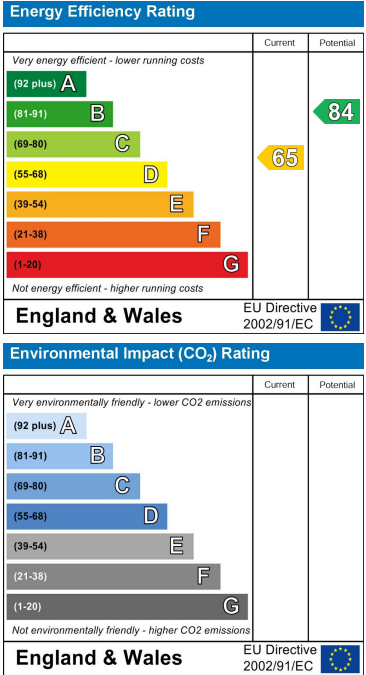 Energy Efficiency Rating
Current Potential
Very energy efficient - lower running costs
(92 plus) A
(81-91) B
84
(69-80) C
65
(55-68) D
(39-54) E
(21-38) F
(1-20) G
Not energy efficient - higher running costs
England & Wales
EU Directive
2002/91/EC
Environmental Impact (CO₂) Rating
Current Potential
Very environmentally friendly - lower CO2 emissions
(92 plus) A
(81-91) B
(69-80) C
(55-68) D
(39-54) E
(21-38) F
(1-20) G
Not environmentally friendly - higher CO2 emissions
England & Wales
EU Directive
2002/91/EC